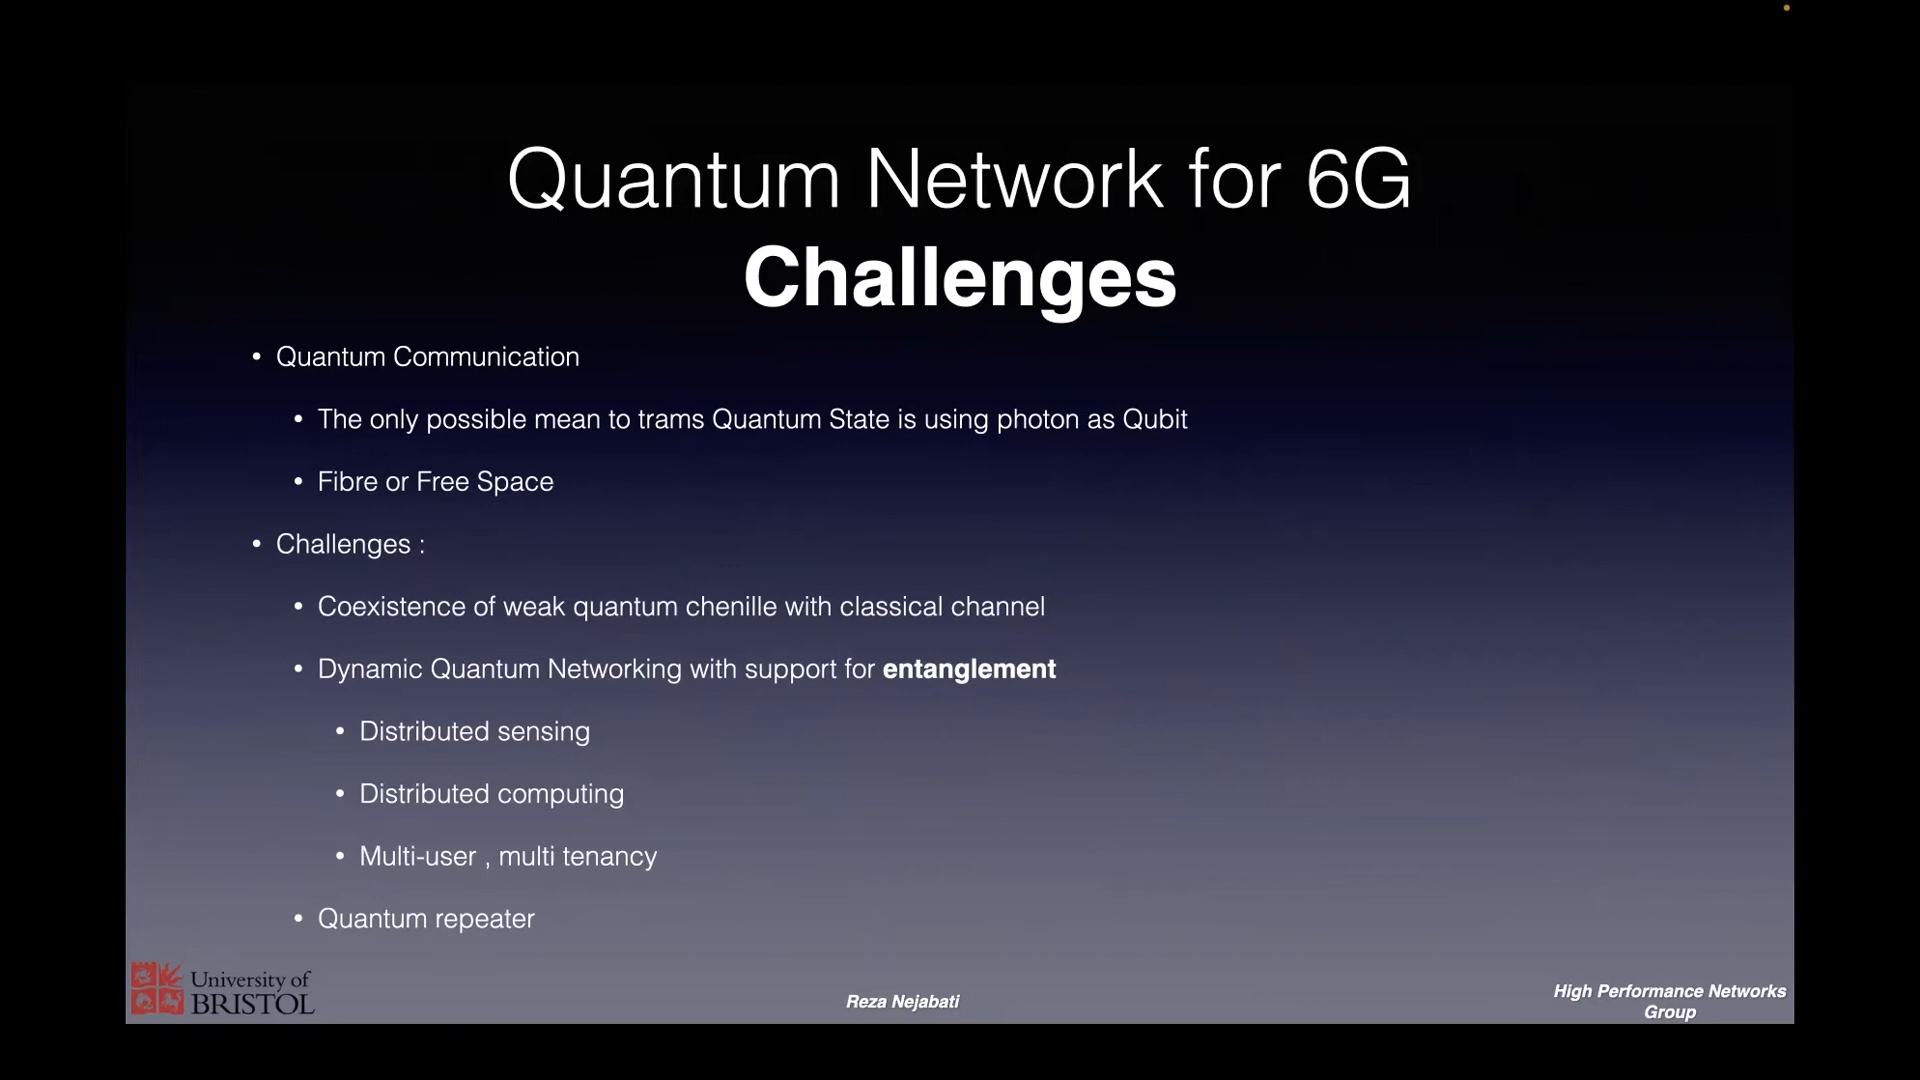 Quantum Network for 6G
Challenges
• Quantum Communication
• The only possible mean to trams Quantum State is using photon as Qubit
• Fibre or Free Space
• Challenges :
• Coexistence of weak quantum chenille with classical channel
• Dynamic Quantum Networking with support for entanglement
• Distributed sensing
• Distributed computing
• Multi-user , multi tenancy
• Quantum repeater
University of
BRISTOL
Reza Nejabati
High Performance Networks
Group